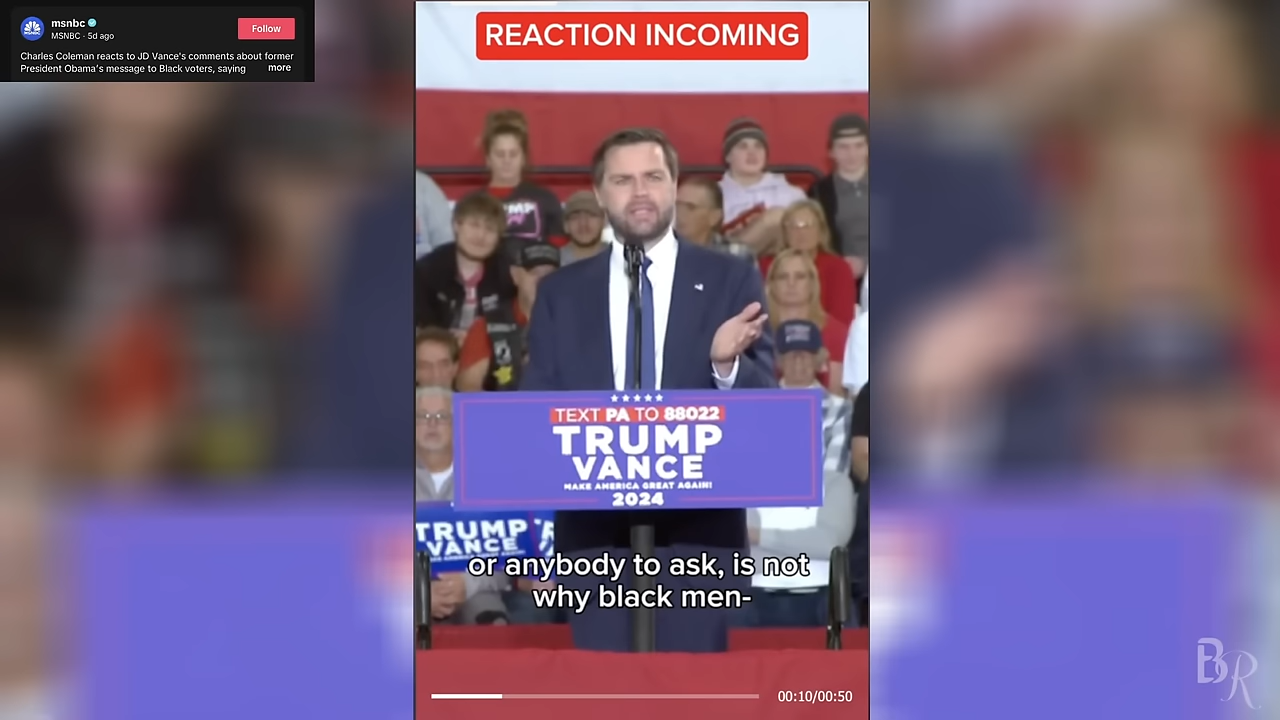 msnbc
MSNBC · 5d ago
Follow
Charles Coleman reacts to JD Vance's comments about former
President Obama's message to Black voters, saying
more
REACTION INCOMING
TEXT PA TO 88022
TRUMP
VANCE
MAKE AMERICA GREAT AGAIN!
2024
TRUMP
VANCE
or anybody to ask, is not
why black men-
00:10/00:50
BR